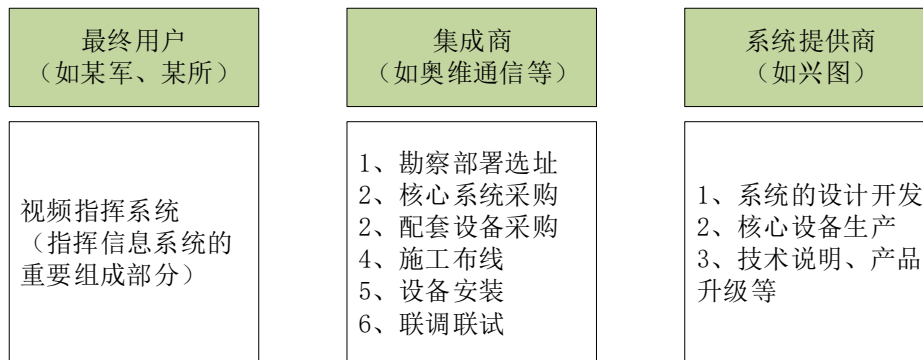 最终用户
（如某军、某所）
集成商
（如奥维通信等）
系统提供商
（如兴图）
视频指挥系统
（指挥信息系统的
重要组成部分）
1、勘察部署选址
2、核心系统采购
2、配套设备采购
4、施工布线
5、设备安装
6、联调联试
1、系统的设计开发
2、核心设备生产
3、技术说明、产品
升级等